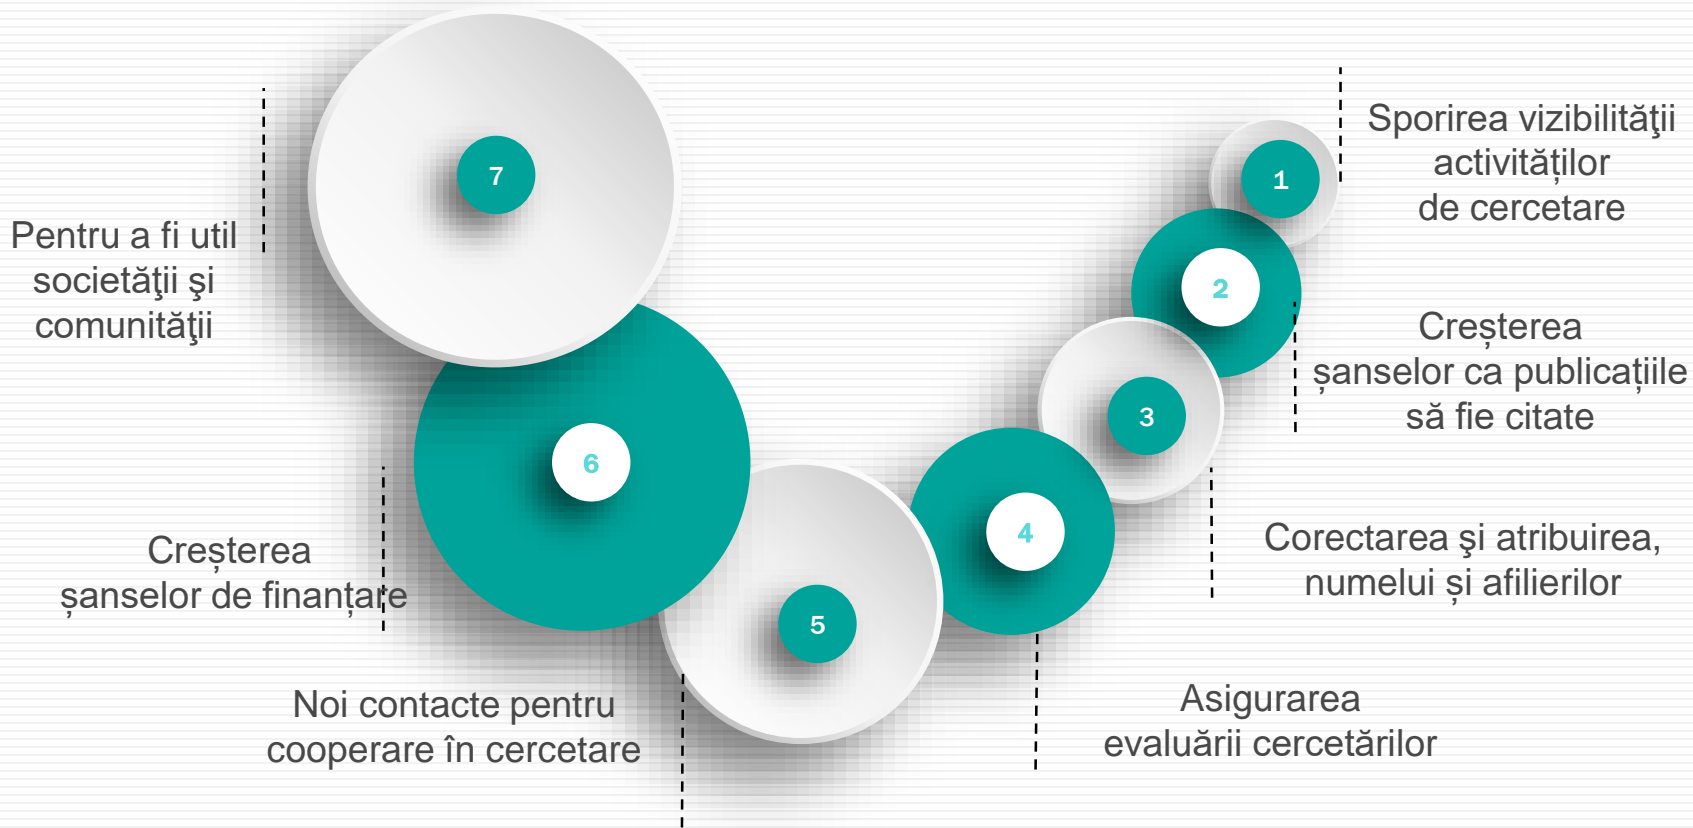 1
Sporirea vizibilităţii
activităților
de cercetare
2
Creșterea
șanselor ca publicațiile
să fie citate
3
Corectarea şi atribuirea,
numelui și afilierilor
4
Asigurarea
evaluării cercetărilor
5
Noi contacte pentru
cooperare în cercetare
6
Creșterea
șanselor de finanțare
7
Pentru a fi util
societăţii şi
comunităţii